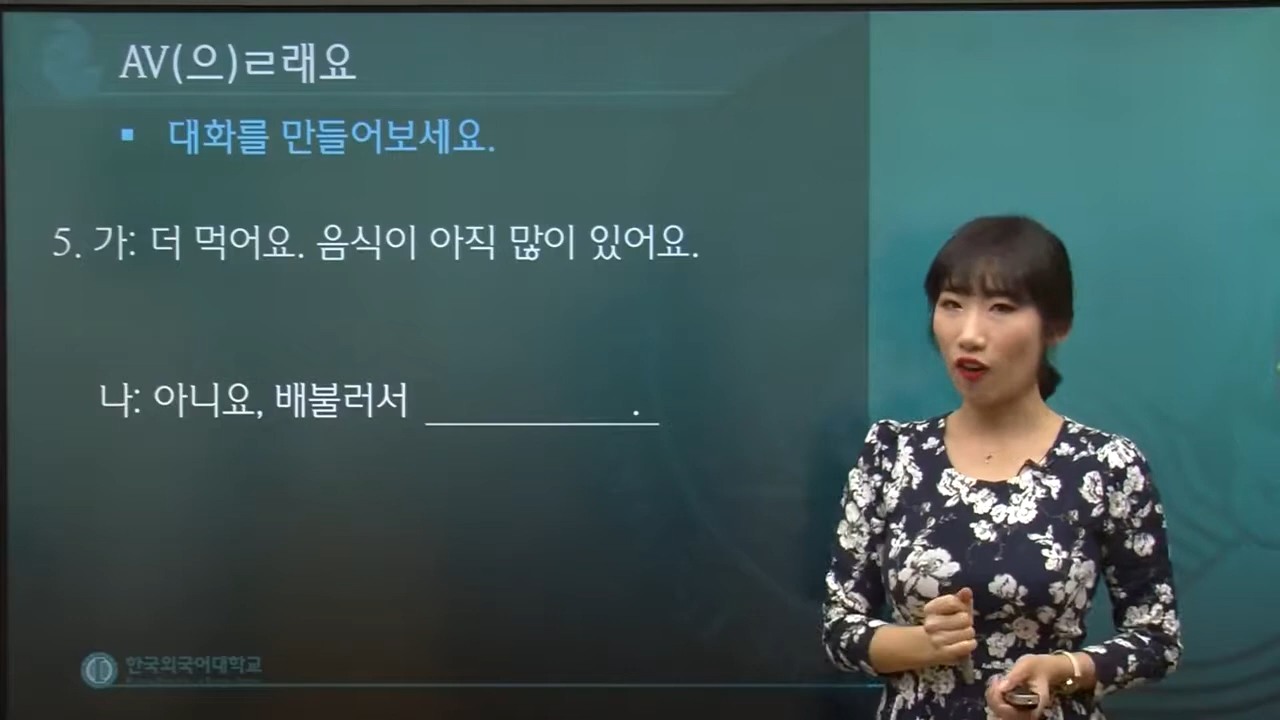 AV(으)ㄹ래요
▪ 대화를 만들어보세요.
5. 가: 더 먹어요. 음식이 아직 많이 있어요.
나: 아니요, 배불러서 ____________.
한국외국어대학교